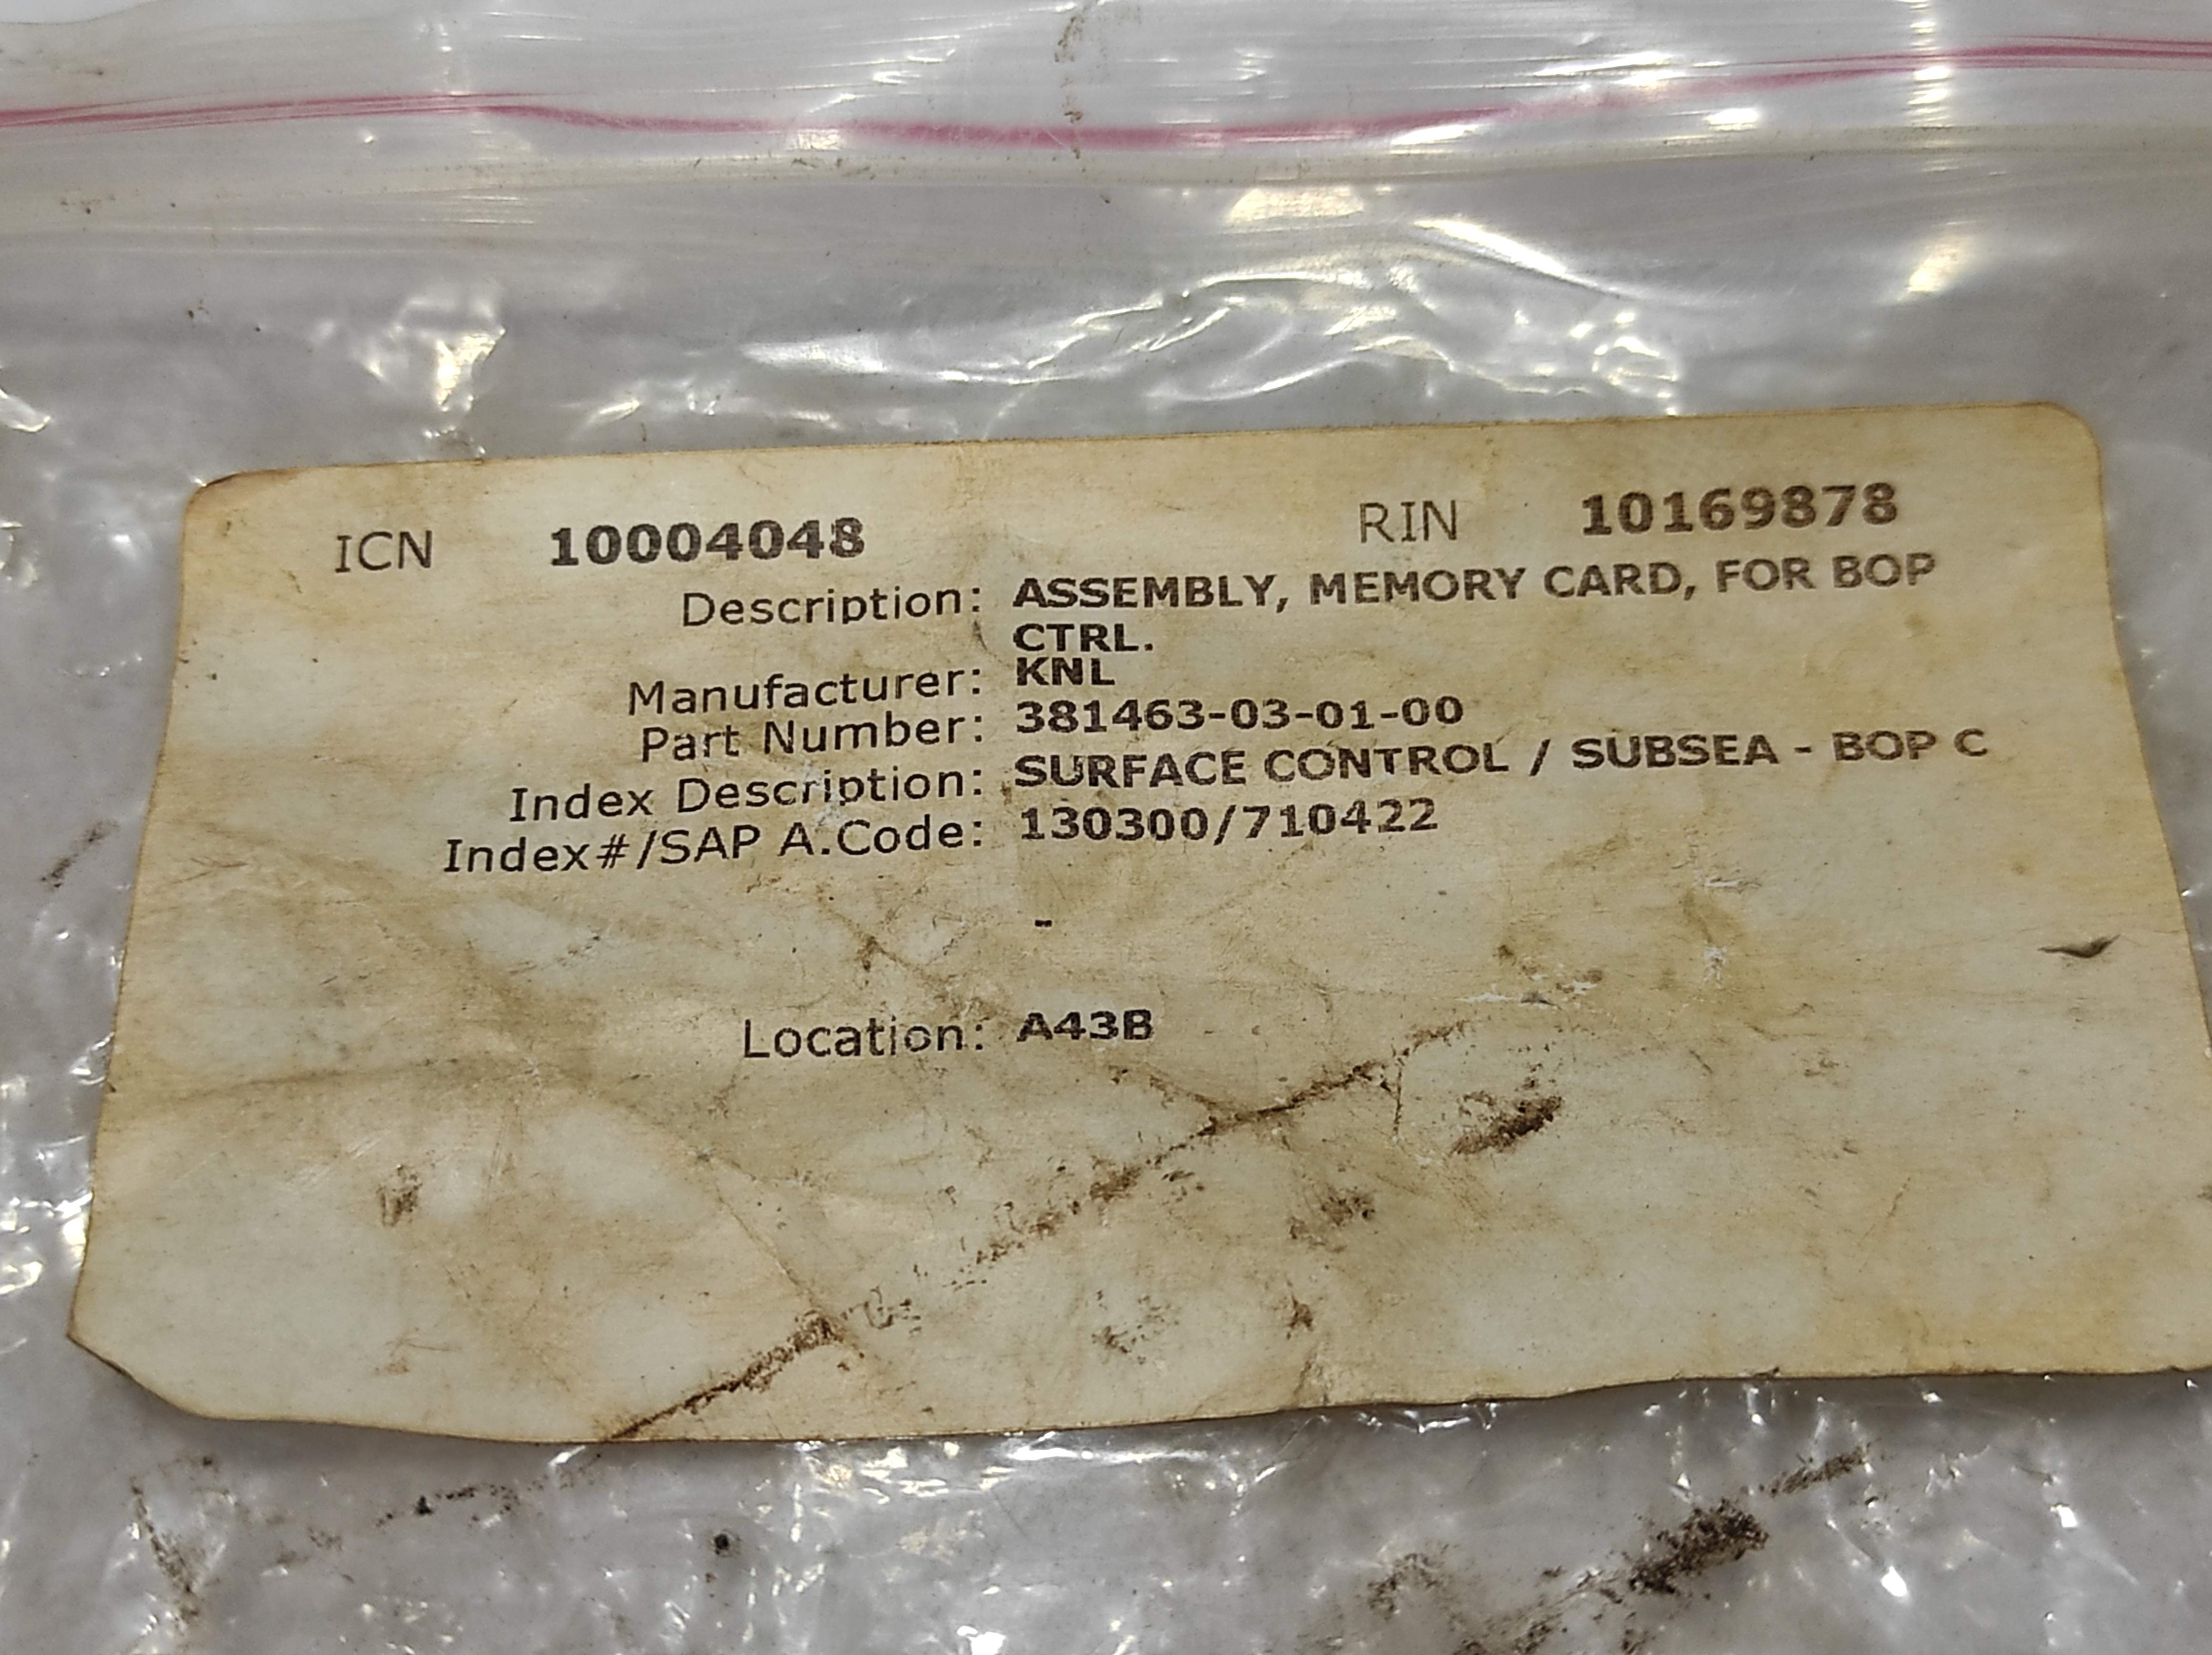 ICN 10004048 RIN 10169878
Description: ASSEMBLY, MEMORY CARD, FOR BOP
CTRL.
Manufacturer: KNL
Part Number: 381463-03-01-00
Index Description: SURFACE CONTROL / SUBSEA - BOP C
Index#/SAP A.Code: 130300/710422
-
Location: A43B